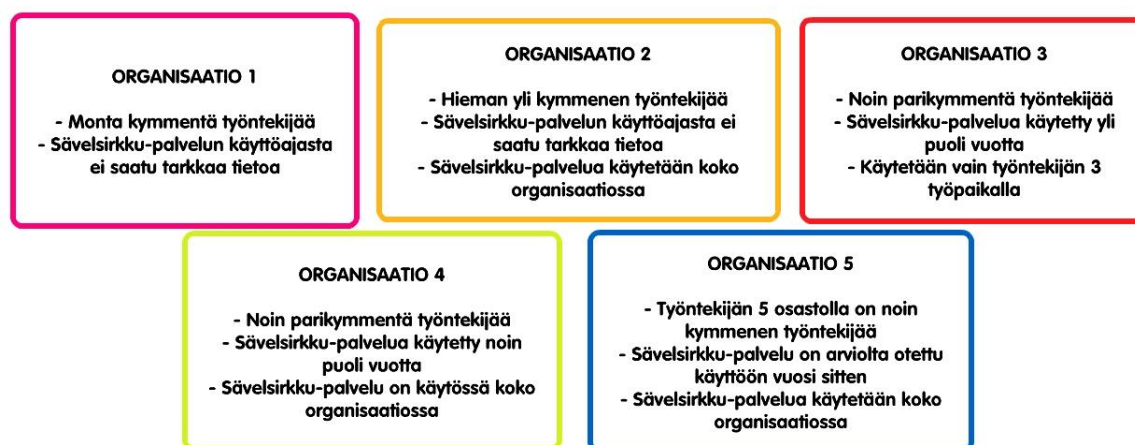 ORGANISAATIO 1
- Monta kymmentä työntekijää
- Sävelsirkku-palvelun käyttöajasta
ei saatu tarkkaa tietoa
ORGANISAATIO 2
- Hieman yli kymmenen työntekijää
- Sävelsirkku-palvelun käyttöajasta ei
saatu tarkkaa tietoa
- Sävelsirkku-palvelua käytetään koko
organisaatiossa
ORGANISAATIO 3
- Noin parikymmentä työntekijää
- Sävelsirkku-palvelua käytetty yli
puoli vuotta
- Käytetään vain työntekijän 3
työpaikalla
ORGANISAATIO 4
- Noin parikymmentä työntekijää
- Sävelsirkku-palvelua käytetty noin
puoli vuotta
- Sävelsirkku-palvelu on käytössä koko
organisaatiossa
ORGANISAATIO 5
- Työntekijän 5 osastolla on noin
kymmenen työntekijää
- Sävelsirkku-palvelu on arviolta otettu
käyttöön vuosi sitten
- Sävelsirkku-palvelua käytetään koko
organisaatiossa